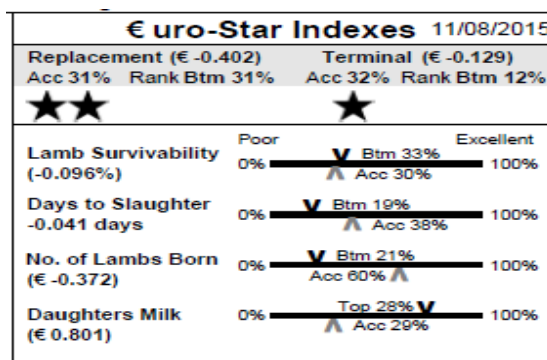 € uro-Star Indexes 11/08/2015
Replacement (€ -0.402) Terminal (€ -0.129)
Acc 31% Rank Btm 31% Acc 32% Rank Btm 12%
Poor Excellent
Lamb Survivability
(-0.096%)
0% Btm 33% 100%
Acc 30%
Days to Slaughter
-0.041 days
0% Btm 19% 100%
Acc 38%
No. of Lambs Born
(€ -0.372)
0% Btm 21% 100%
Acc 60%
Daughters Milk
(€ 0.801)
0% Top 28% 100%
Acc 29%